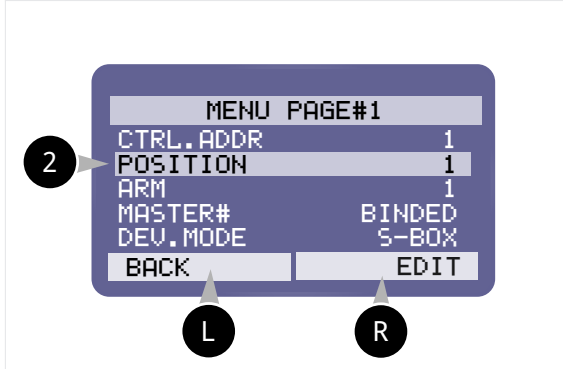 MENU PAGE#1
CTRL.ADDR 1
2
POSITION 1
ARM 1
MASTER# BINDED
DEV.MODE S-BOX
BACK EDIT
L R